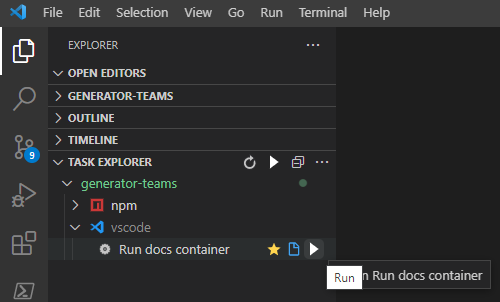 File Edit Selection View Go Run Terminal Help
EXPLORER
OPEN EDITORS
GENERATOR-TEAMS
OUTLINE
TIMELINE
TASK EXPLORER
9
generator-teams
npm
vscode
Run docs container
Run docs container
Run